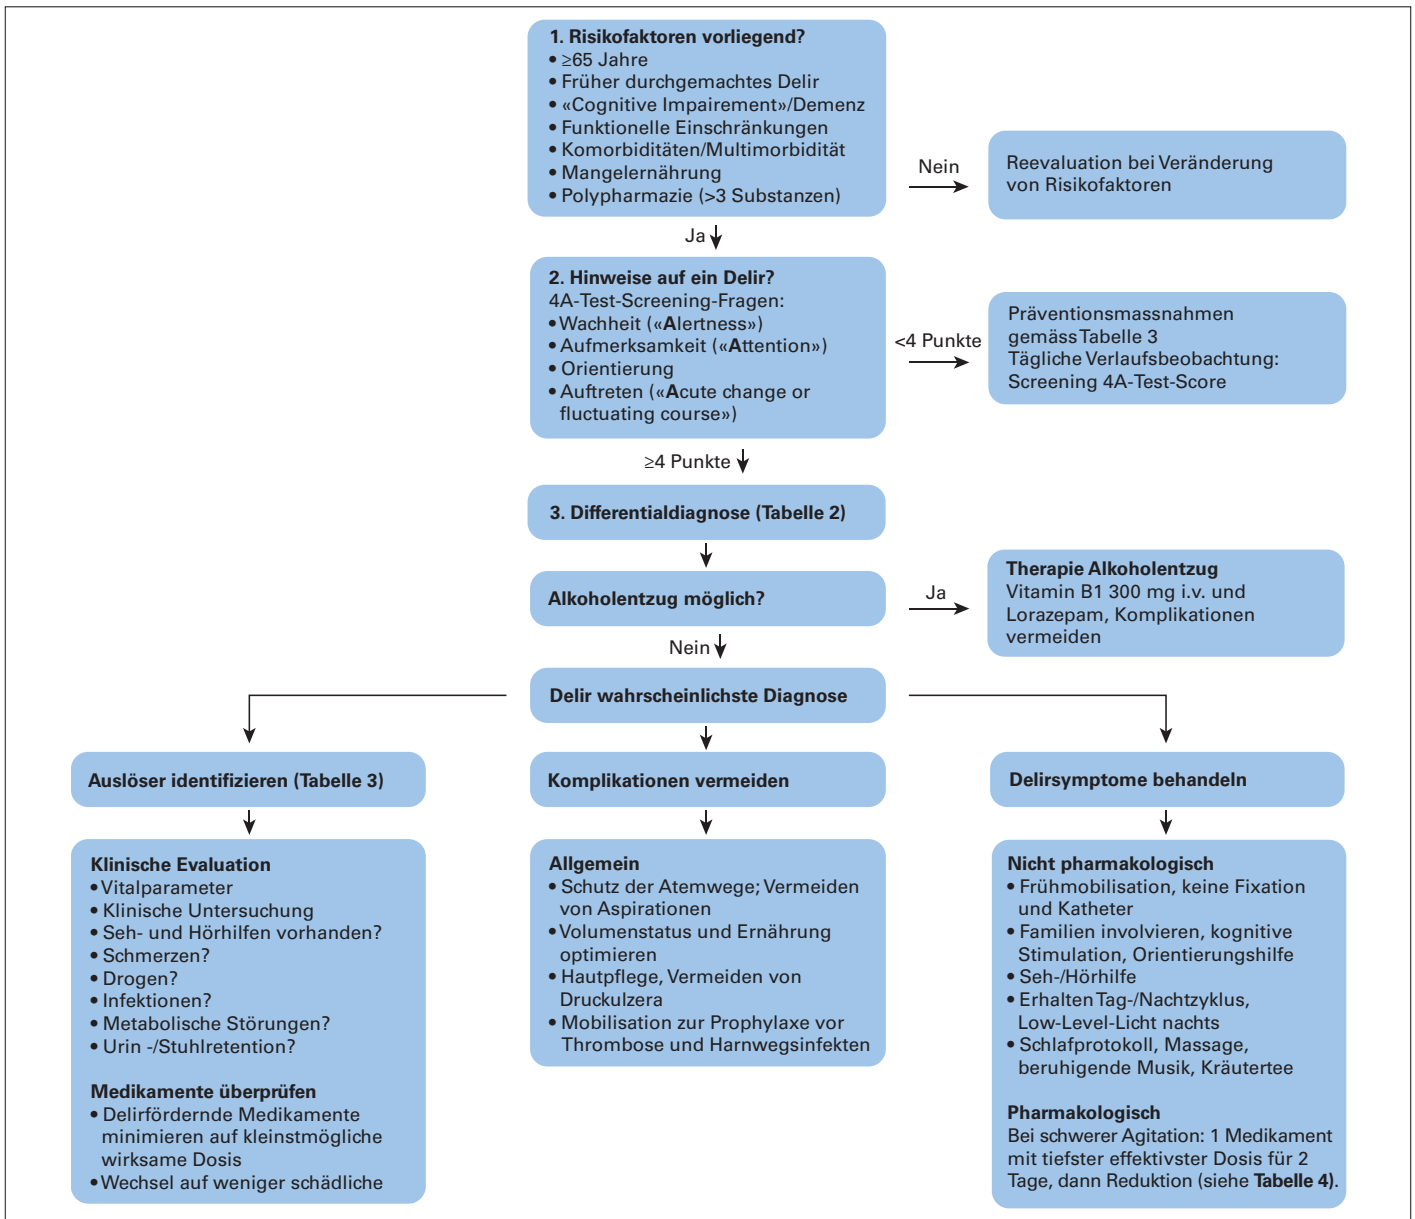 1. Risikofaktoren vorliegend?
• ≥65 Jahre
• Früher durchgemachtes Delir
• «Cognitive Impairement»/Demenz
• Funktionelle Einschränkungen
• Komorbiditäten/Multimorbidität
• Mangelernährung
• Polypharmazie (>3 Substanzen)
Nein
Reevaluation bei Veränderung
von Risikofaktoren
Ja
2. Hinweise auf ein Delir?
4A-Test-Screening-Fragen:
• Wachheit («Alertness»)
• Aufmerksamkeit («Attention»)
• Orientierung
• Auftreten («Acute change or
fluctuating course»)
<4 Punkte
Präventionsmassnahmen
gemäss Tabelle 3
Tägliche Verlaufsbeobachtung:
Screening 4A-Test-Score
≥4 Punkte
3. Differentialdiagnose (Tabelle 2)
Alkoholentzug möglich?
Ja
Therapie Alkoholentzug
Vitamin B1 300 mg i.v. und
Lorazepam, Komplikationen
vermeiden
Nein
Delir wahrscheinlichste Diagnose
Auslöser identifizieren (Tabelle 3)
Klinische Evaluation
• Vitalparameter
• Klinische Untersuchung
• Seh- und Hörhilfen vorhanden?
• Schmerzen?
• Drogen?
• Infektionen?
• Metabolische Störungen?
• Urin -/Stuhlretention?
Medikamente überprüfen
• Delirfördernde Medikamente
minimieren auf kleinstmögliche
wirksame Dosis
• Wechsel auf weniger schädliche
Komplikationen vermeiden
Allgemein
• Schutz der Atemwege; Vermeiden
von Aspirationen
• Volumenstatus und Ernährung
optimieren
• Hautpflege, Vermeiden von
Druckulzera
• Mobilisation zur Prophylaxe vor
Thrombose und Harnwegsinfekten
Delirsymptome behandeln
Nicht pharmakologisch
• Frühmobilisation, keine Fixation
und Katheter
• Familien involvieren, kognitive
Stimulation, Orientierungshilfe
• Seh-/Hörhilfe
• Erhalten Tag-/Nachtzyklus,
Low-Level-Licht nachts
• Schlafprotokoll, Massage,
beruhigende Musik, Kräutertee
Pharmakologisch
Bei schwerer Agitation: 1 Medikament
mit tiefster effektivster Dosis für 2
Tage, dann Reduktion (siehe Tabelle 4).